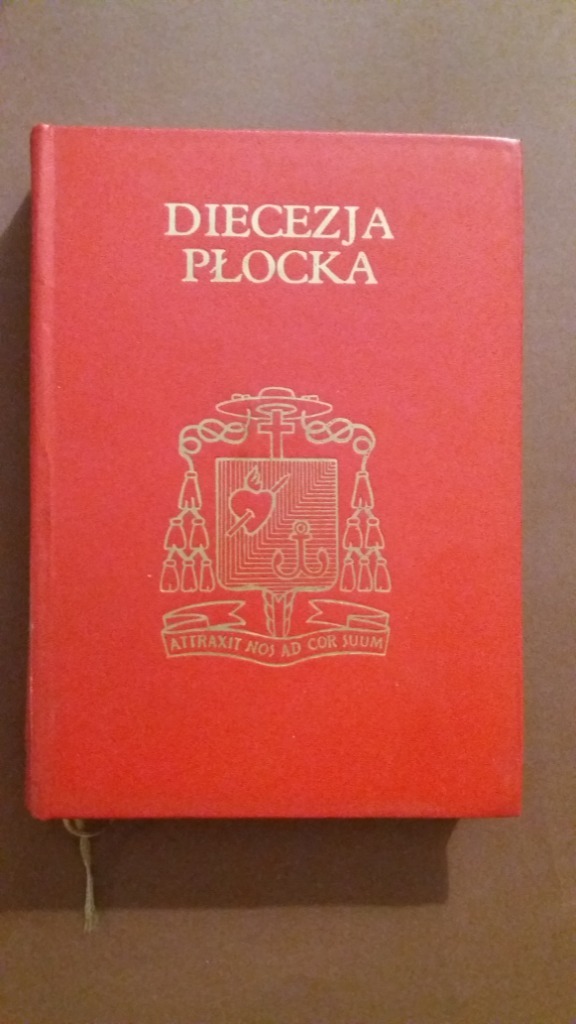 DIECEZJA
PŁOCKA
ATTRAXIT NOS AD COR SUUM